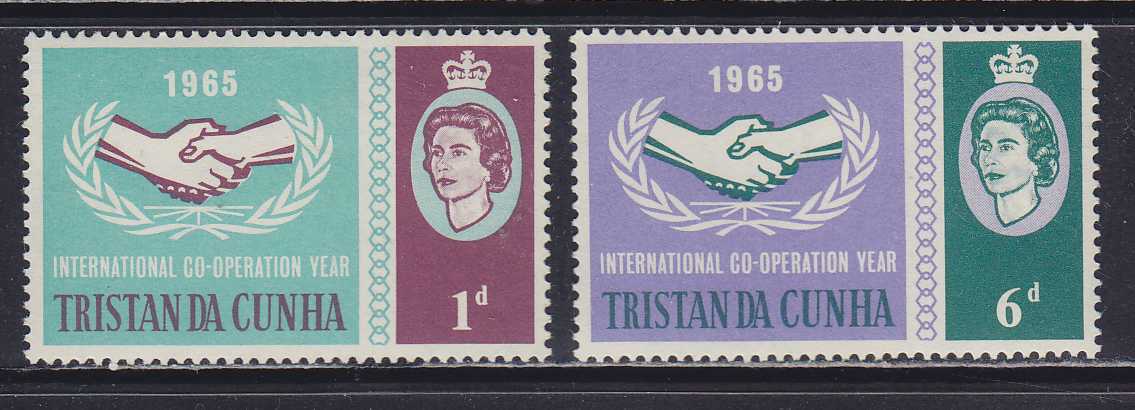 1965
INTERNATIONAL CO-OPERATION YEAR
TRISTAN DA CUNHA
1d
1965
INTERNATIONAL CO-OPERATION YEAR
TRISTAN DA CUNHA
6d